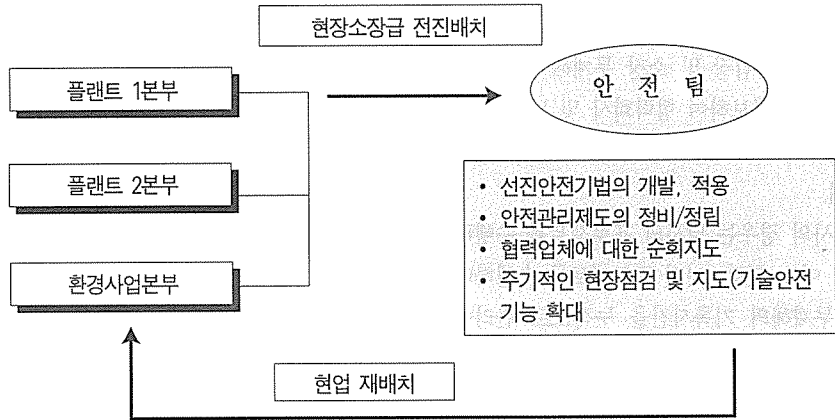 현장소장급 전진배치
플랜트 1본부
안 전 팀
플랜트 2본부
• 선진안전기법의 개발, 적용
• 안전관리제도의 정비/정립
• 협력업체에 대한 순회지도
• 주기적인 현장점검 및 지도(기술안전
기능 확대
환경사업본부
현업 재배치